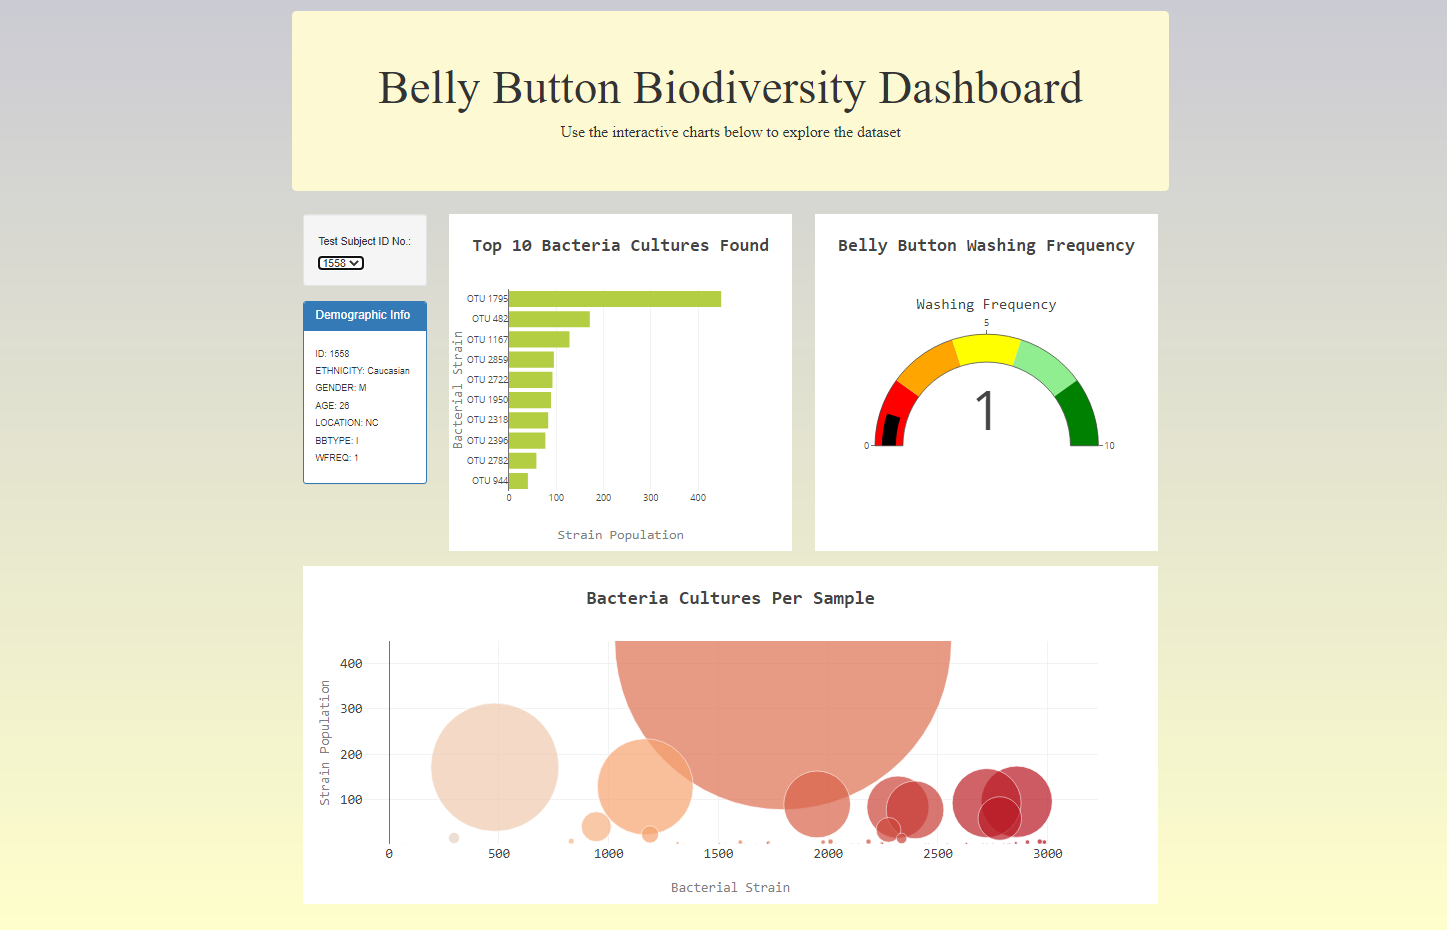 Belly Button Biodiversity Dashboard
Use the interactive charts below to explore the dataset
Test Subject ID No.:
1558
Demographic Info
ID: 1558
ETHNICITY: Caucasian
GENDER: M
AGE: 26
LOCATION: NC
BBTYPE: I
WFREQ: 1
Top 10 Bacteria Cultures Found
Bacterial Strain
OTU 1795
OTU 482
OTU 1167
OTU 2859
OTU 2722
OTU 1950
OTU 2318
OTU 2396
OTU 2782
OTU 944
0 100 200 300 400
Strain Population
Belly Button Washing Frequency
Washing Frequency
5
1
0 10
Bacteria Cultures Per Sample
Strain Population
400
300
200
100
0 500 1000 1500 2000 2500 3000
Bacterial Strain